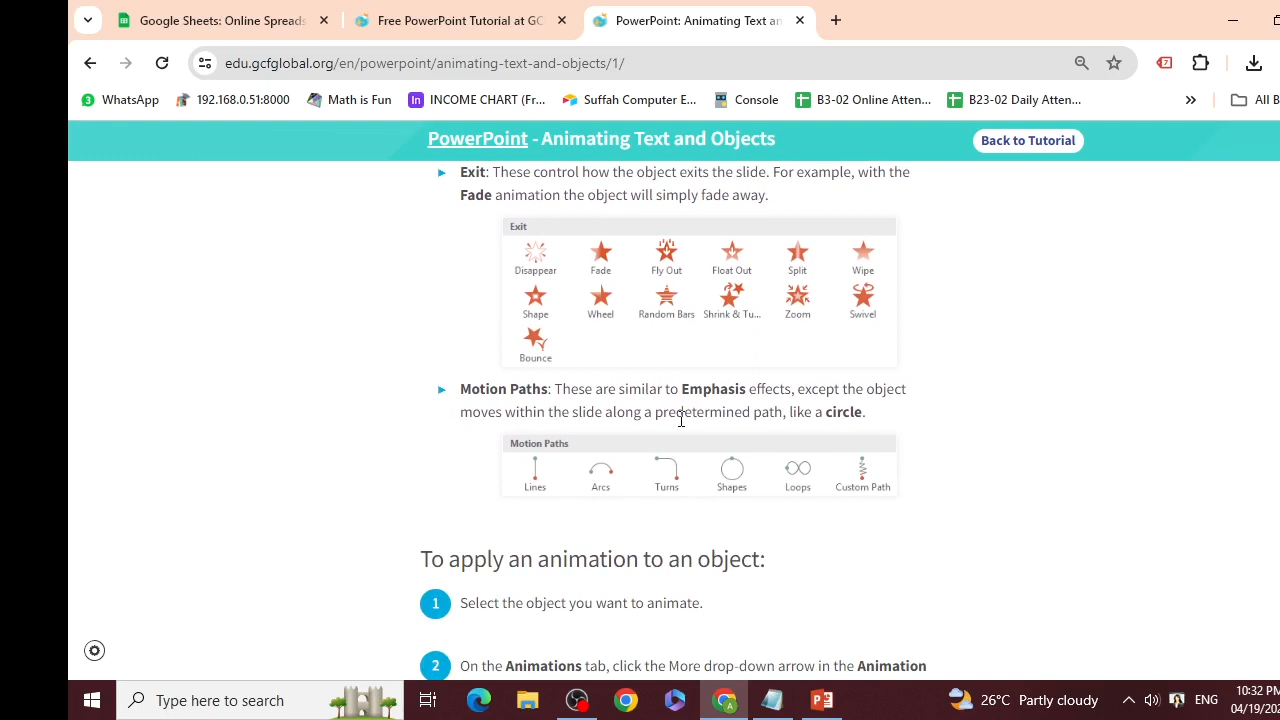 Google Sheets: Online Spreads
Free PowerPoint Tutorial at GC
PowerPoint: Animating Text an
edu.gcfglobal.org/en/powerpoint/animating-text-and-objects/1/
7
3 WhatsApp
192.168.0.51:8000
Math is Fun
In INCOME CHART (Fr...
Suffah Computer E...
Console
B3-02 Online Atten...
B23-02 Daily Atten...
All B
PowerPoint - Animating Text and Objects
Back to Tutorial
Exit: These control how the object exits the slide. For example, with the
Fade animation the object will simply fade away.
Exit
Disappear Fade Fly Out Float Out Split Wipe
Shape Wheel Random Bars Shrink & Tu... Zoom Swivel
Bounce
Motion Paths: These are similar to Emphasis effects, except the object
moves within the slide along a predetermined path, like a circle.
Motion Paths
Lines Arcs Turns Shapes Loops Custom Path
To apply an animation to an object:
1 Select the object you want to animate.
2 On the Animations tab, click the More drop-down arrow in the Animation
Type here to search
26°C Partly cloudy
ENG
10:32 PM
04/19/202